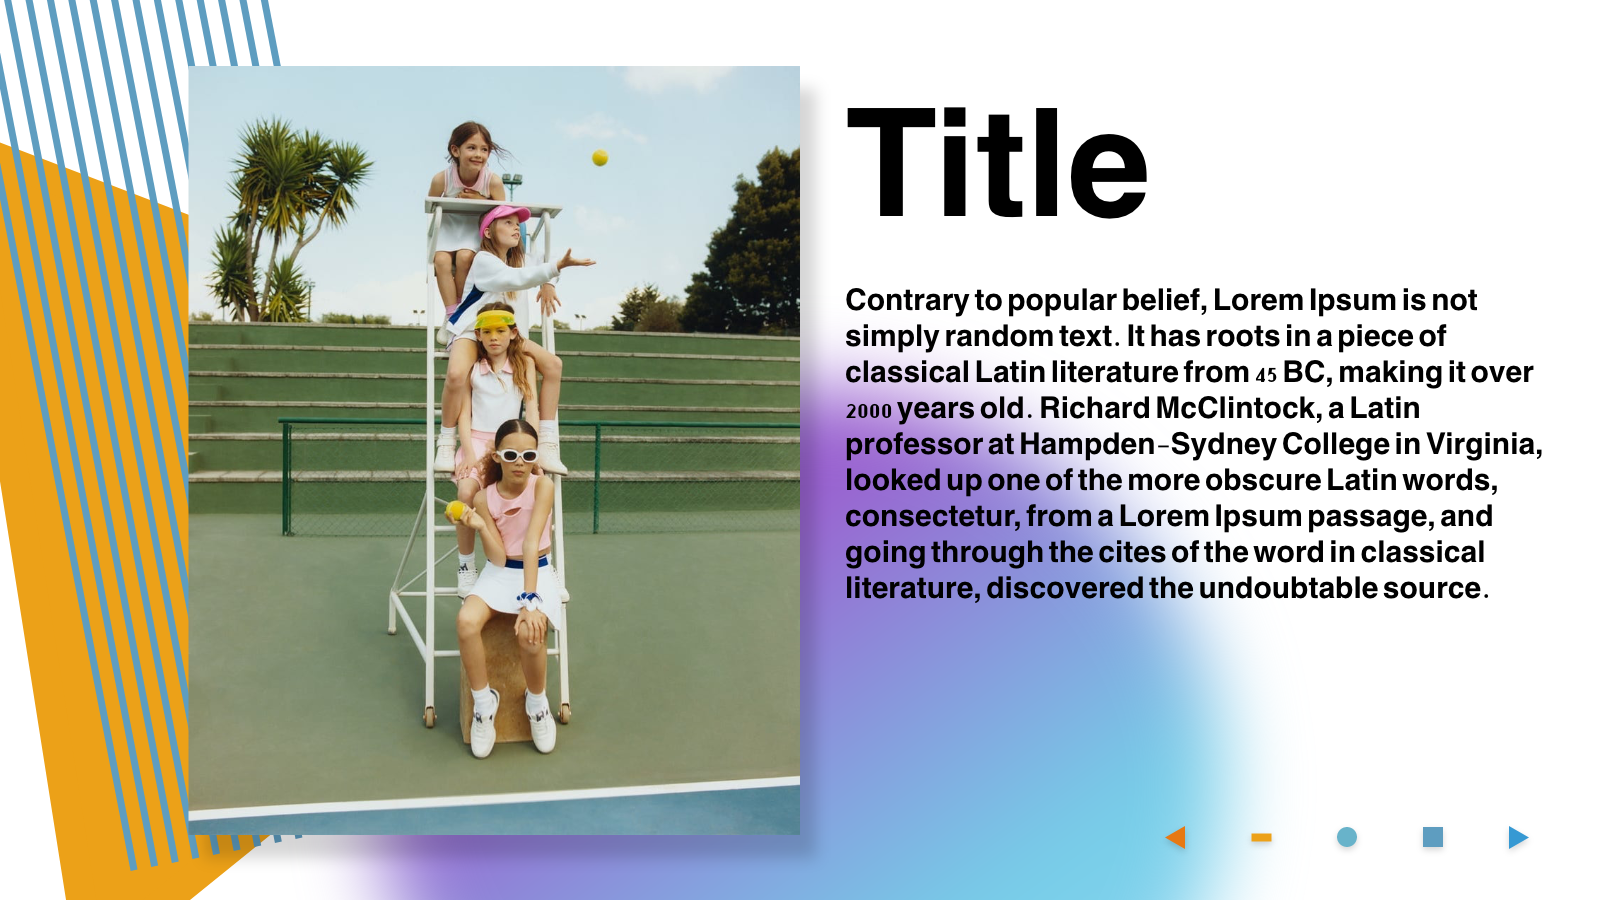 Title
Contrary to popular belief, Lorem Ipsum is not
simply random text. It has roots in a piece of
classical Latin literature from 45 BC, making it over
2000 years old. Richard McClintock, a Latin
professor at Hampden-Sydney College in Virginia,
looked up one of the more obscure Latin words,
consectetur, from a Lorem Ipsum passage, and
going through the cites of the word in classical
literature, discovered the undoubtable source.